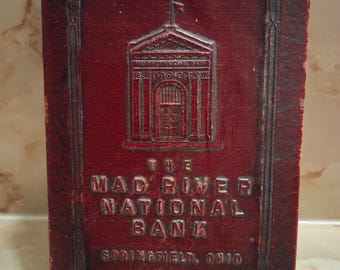 THE
MAD RIVER
NATIONAL
BANK
SPRINGFIELD, OHIO